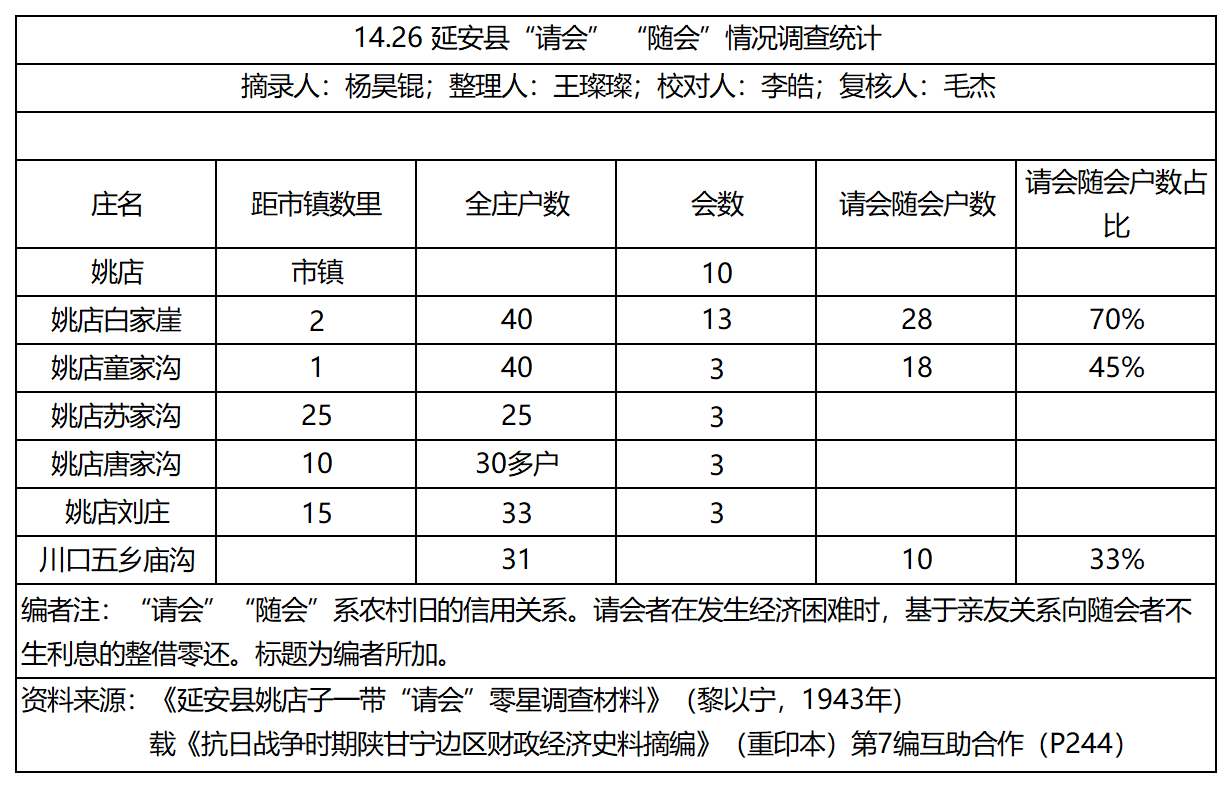 14.26 延安县“请会” “随会”情况调查统计
摘录人：杨昊锟；整理人：王璨璨；校对人：李皓；复核人：毛杰
庄名 距市镇数里 全庄户数 会数 请会随会户数 请会随会户数占
比
姚店 市镇 10
姚店白家崖 2 40 13 28 70%
姚店童家沟 1 40 3 18 45%
姚店苏家沟 25 25 3
姚店唐家沟 10 30多户 3
姚店刘庄 15 33 3
川口五乡庙沟 31 10 33%
编者注：“请会” “随会”系农村旧的信用关系。请会者在发生经济困难时，基于亲友关系向随会者不
生利息的整借零还。标题为编者所加。
资料来源：《延安县姚店子一带“请会”零星调查材料》（黎以宁，1943年）
载《抗日战争时期陕甘宁边区财政经济史料摘编》（重印本）第7编互助合作（P244）